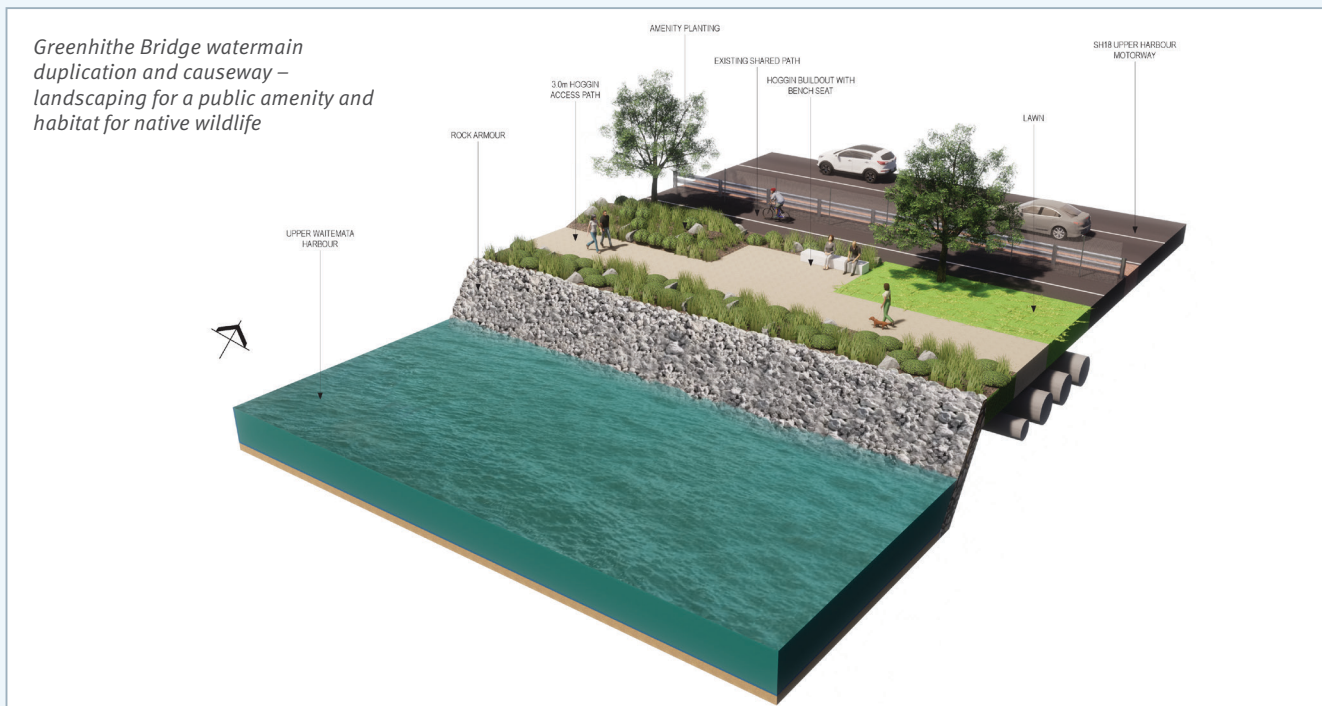 Greenhithe Bridge watermain
duplication and causeway –
landscaping for a public amenity and
habitat for native wildlife
AMENITY PLANTING
SH18 UPPER HARBOUR
MOTORWAY
EXISTING SHARED PATH
HOGGIN BUILDOUT WITH
BENCH SEAT
3.0m HOGGIN
ACCESS PATH
LAWN
ROCK ARMOUR
UPPER WAITEMATA
HARBOUR